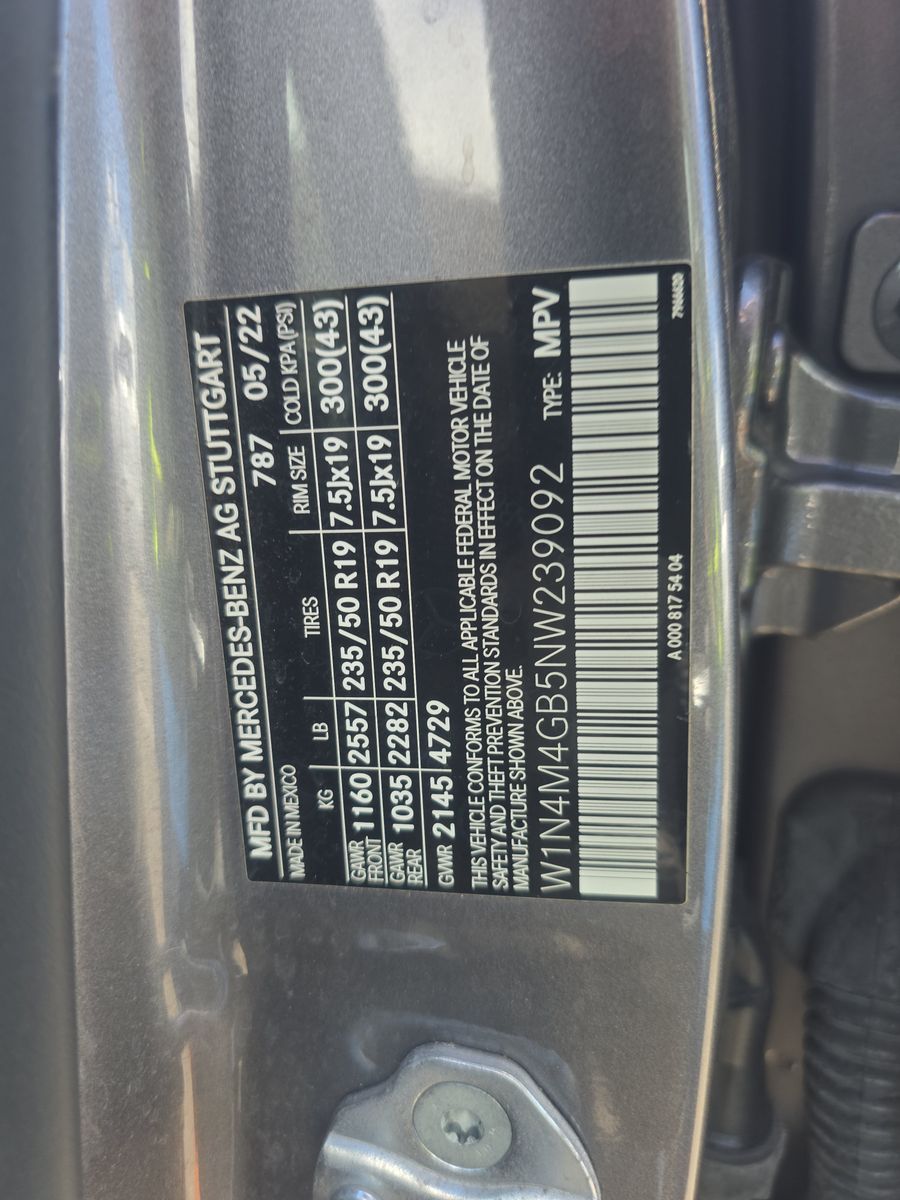 MFD BY MERCEDES-BENZ AG STUTTGART
MADE IN MEXICO 787 05/22
KG LB TIRES RIM SIZE COLD KPA(PSI)
GAWR FRONT 1160 2557 235/50 R19 7.5Jx19 300(43)
GAWR REAR 1035 2282 235/50 R19 7.5Jx19 300(43)
GWR 2145 4729
THIS VEHICLE CONFORMS TO ALL APPLICABLE FEDERAL MOTOR VEHICLE
SAFETY AND THEFT PREVENTION STANDARDS IN EFFECT ON THE DATE OF
MANUFACTURE SHOWN ABOVE.
W1N4M4GB5NW239092 TYPE: MPV
A 000 817 54 04